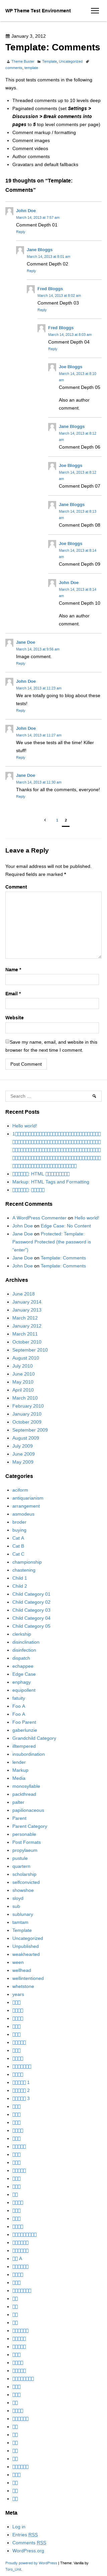 WP Theme Test Environment
January 3, 2012
Template: Comments
Theme Buster Template, Uncategorized
comments, template
This post tests comments in the following
ways.
Threaded comments up to 10 levels deep
Paginated comments (set Settings >
Discussion > Break comments into
pages to 5 top level comments per page)
Comment markup / formatting
Comment images
Comment videos
Author comments
Gravatars and default fallbacks
19 thoughts on “Template:
Comments”
John Doe
March 14, 2013 at 7:57 am
Comment Depth 01
Reply
Jane Bloggs
March 14, 2013 at 8:01 am
Comment Depth 02
Reply
Fred Bloggs
March 14, 2013 at 8:02 am
Comment Depth 03
Reply
Fred Bloggs
March 14, 2013 at 8:03 am
Comment Depth 04
Reply
Joe Bloggs
March 14, 2013 at 8:10
am
Comment Depth 05
Also an author
comment.
Jane Bloggs
March 14, 2013 at 8:12
am
Comment Depth 06
Joe Bloggs
March 14, 2013 at 8:12
am
Comment Depth 07
Jane Bloggs
March 14, 2013 at 8:13
am
Comment Depth 08
Joe Bloggs
March 14, 2013 at 8:14
am
Comment Depth 09
John Doe
March 14, 2013 at 8:14
am
Comment Depth 10
Also an author
comment.
Jane Doe
March 14, 2013 at 9:56 am
Image comment.
Reply
John Doe
March 14, 2013 at 11:23 am
We are totally going to blog about these
tests!
Reply
John Doe
March 14, 2013 at 11:27 am
We use these tests all the time! Killer
stuff!
Reply
Jane Doe
March 14, 2013 at 11:30 am
Thanks for all the comments, everyone!
Reply
1 2
Leave a Reply
Your email address will not be published.
Required fields are marked *
Comment
Name *
Email *
Website
Save my name, email, and website in this
browser for the next time I comment.
Post Comment
Search …
Recent Posts
Hello world!
Markup: HTML Tags and Formatting
Recent Comments
A WordPress Commenter on Hello world!
John Doe on Edge Case: No Content
Jane Doe on Protected: Template:
Password Protected (the password is
“enter”)
Jane Doe on Template: Comments
John Doe on Template: Comments
Archives
June 2018
January 2014
January 2013
March 2012
January 2012
March 2011
October 2010
September 2010
August 2010
July 2010
June 2010
May 2010
April 2010
March 2010
February 2010
January 2010
October 2009
September 2009
August 2009
July 2009
June 2009
May 2009
Categories
aciform
antiquarianism
arrangement
asmodeus
broder
buying
Cat A
Cat B
Cat C
championship
chastening
Child 1
Child 2
Child Category 01
Child Category 02
Child Category 03
Child Category 04
Child Category 05
clerkship
disinclination
disinfection
dispatch
echappee
Edge Case
enphagy
equipollent
fatuity
Foo A
Foo A
Foo Parent
gaberlunzie
Grandchild Category
illtempered
insubordination
lender
Markup
Media
monosyllable
packthread
palter
papilionaceous
Parent
Parent Category
personable
Post Formats
propylaeum
pustule
quartern
scholarship
selfconvicted
showshoe
sloyd
sub
sublunary
tamtam
Template
Uncategorized
Unpublished
weakhearted
ween
wellhead
wellintentioned
whetstone
years
Meta
Log in
Entries RSS
Comments RSS
WordPress.org
Proudly powered by WordPress | Theme: Vanilla by